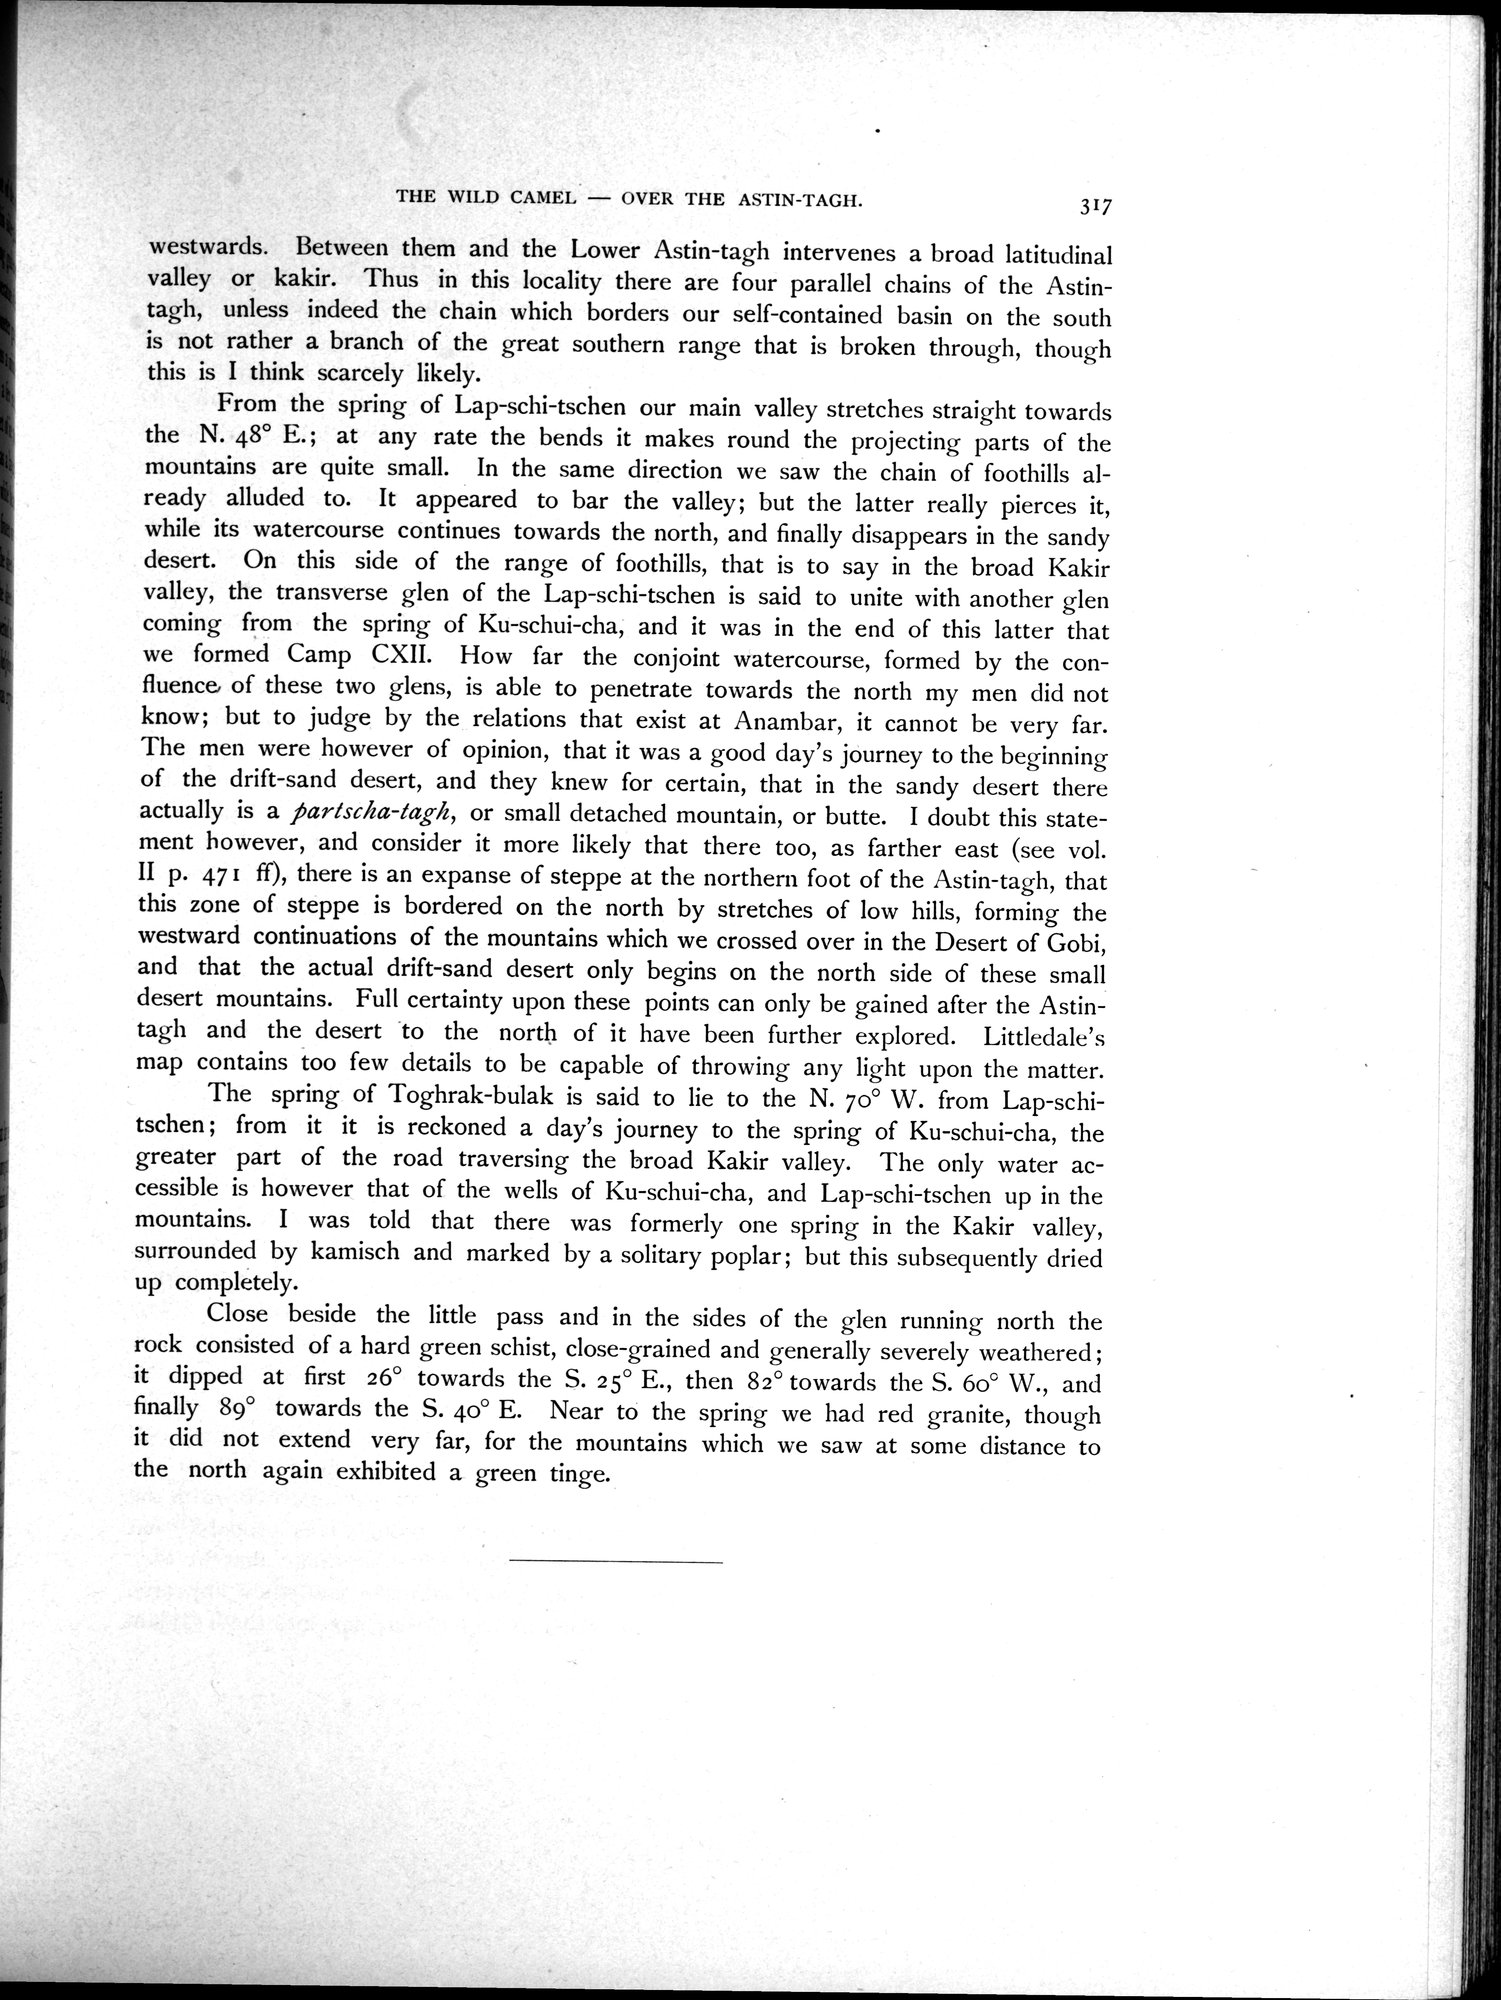 THE WILD CAMEL — OVER THE ASTIN-TAGH. 317
westwards. Between them and the Lower Astin-tagh intervenes a broad latitudinal
valley or kakir. Thus in this locality there are four parallel chains of the Astin-
tagh, unless indeed the chain which borders our self-contained basin on the south
is not rather a branch of the great southern range that is broken through, though
this is I think scarcely likely.
From the spring of Lap-schi-tschen our main valley stretches straight towards
the N. 48° E.; at any rate the bends it makes round the projecting parts of the
mountains are quite small. In the same direction we saw the chain of foothills al-
ready alluded to. It appeared to bar the valley; but the latter really pierces it,
while its watercourse continues towards the north, and finally disappears in the sandy
desert. On this side of the range of foothills, that is to say in the broad Kakir
valley, the transverse glen of the Lap-schi-tschen is said to unite with another glen
coming from the spring of Ku-schui-cha, and it was in the end of this latter that
we formed Camp CXII. How far the conjoint watercourse, formed by the con-
fluence of these two glens, is able to penetrate towards the north my men did not
know; but to judge by the relations that exist at Anambar, it cannot be very far.
The men were however of opinion, that it was a good day's journey to the beginning
of the drift-sand desert, and they knew for certain, that in the sandy desert there
actually is a partscha-tagh, or small detached mountain, or butte. I doubt this state-
ment however, and consider it more likely that there too, as farther east (see vol.
II p. 471 ff), there is an expanse of steppe at the northern foot of the Astin-tagh, that
this zone of steppe is bordered on the north by stretches of low hills, forming the
westward continuations of the mountains which we crossed over in the Desert of Gobi,
and that the actual drift-sand desert only begins on the north side of these small
desert mountains. Full certainty upon these points can only be gained after the Astin-
tagh and the desert to the north of it have been further explored. Littledale's
map contains too few details to be capable of throwing any light upon the matter.
The spring of Toghrak-bulak is said to lie to the N. 70° W. from Lap-schi-
tschen; from it it is reckoned a day's journey to the spring of Ku-schui-cha, the
greater part of the road traversing the broad Kakir valley. The only water ac-
cessible is however that of the wells of Ku-schui-cha, and Lap-schi-tschen up in the
mountains. I was told that there was formerly one spring in the Kakir valley,
surrounded by kamisch and marked by a solitary poplar; but this subsequently dried
up completely.
Close beside the little pass and in the sides of the glen running north the
rock consisted of a hard green schist, close-grained and generally severely weathered;
it dipped at first 26° towards the S. 25° E., then 82° towards the S. 60° W., and
finally 89° towards the S. 40° E. Near to the spring we had red granite, though
it did not extend very far, for the mountains which we saw at some distance to
the north again exhibited a green tinge.